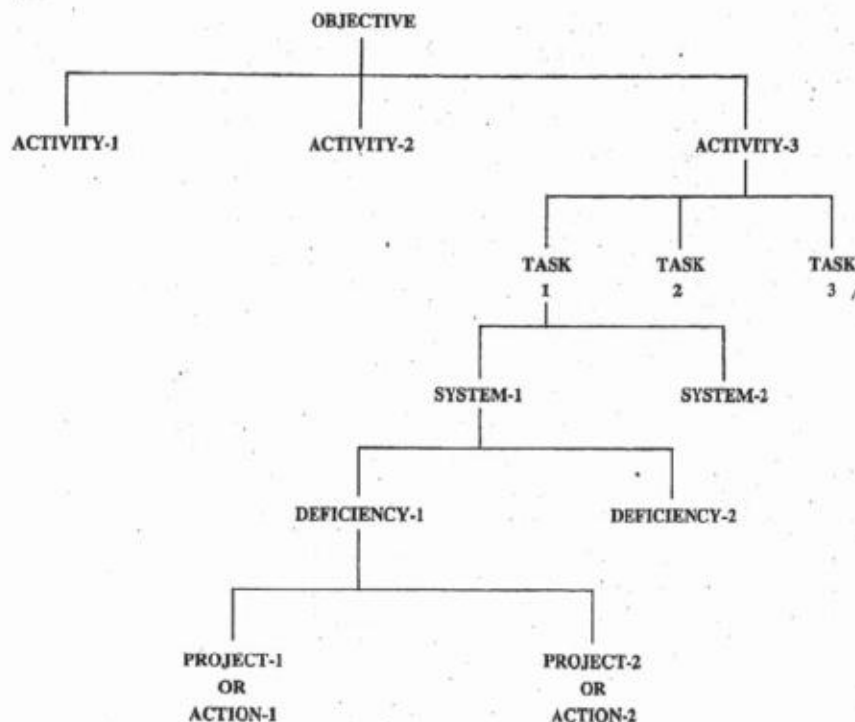 OBJECTIVE
ACTIVITY-1 ACTIVITY-2 ACTIVITY-3
TASK TASK TASK
1 2 3
SYSTEM-1 SYSTEM-2
DEFICIENCY-1 DEFICIENCY-2
PROJECT-1 PROJECT-2
OR OR
ACTION-1 ACTION-2